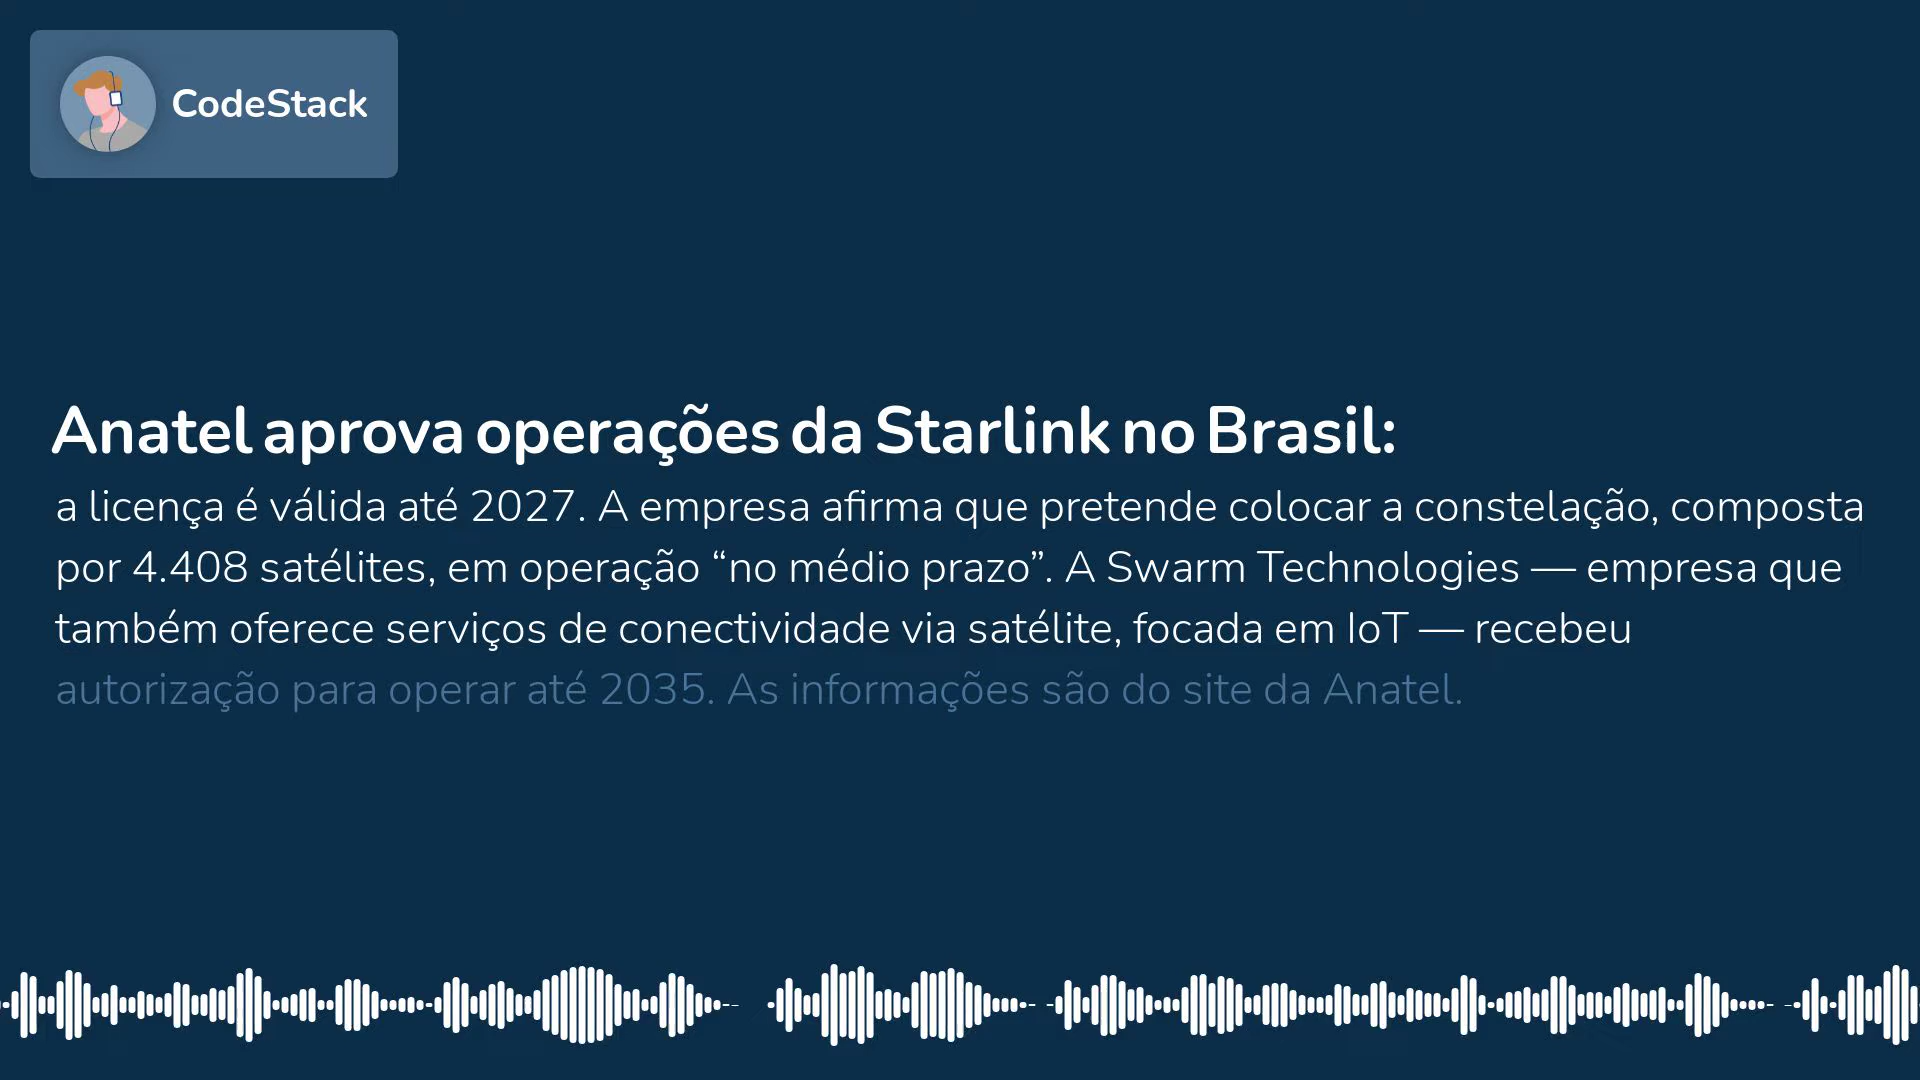 CodeStack
Anatel aprova operações da Starlink no Brasil:
a licença é válida até 2027. A empresa afirma que pretende colocar a constelação, composta
por 4.408 satélites, em operação “no médio prazo”. A Swarm Technologies — empresa que
também oferece serviços de conectividade via satélite, focada em IoT — recebeu
autorização para operar até 2035. As informações são do site da Anatel.